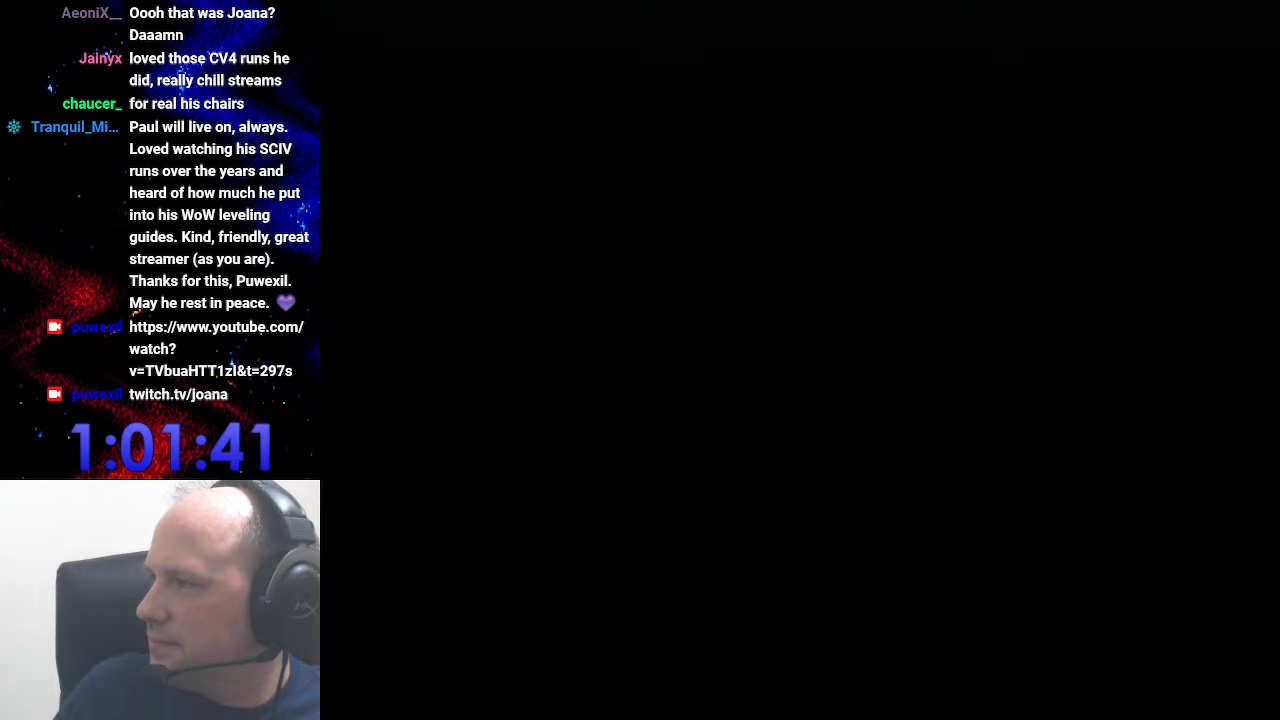 AeoniX__ Oooh that was Joana?
Daaamn
Jainyx loved those CV4 runs he
did, really chill streams
chaucer_ for real his chairs
Tranquil_Mi... Paul will live on, always.
Loved watching his SCIV
runs over the years and
heard of how much he put
into his WoW leveling
guides. Kind, friendly, great
streamer (as you are).
Thanks for this, Puwexil.
May he rest in peace. 💜
puwexil https://www.youtube.com/
watch?
v=TVbuaHTT1zI&t=297s
puwexil twitch.tv/joana
1:01:41